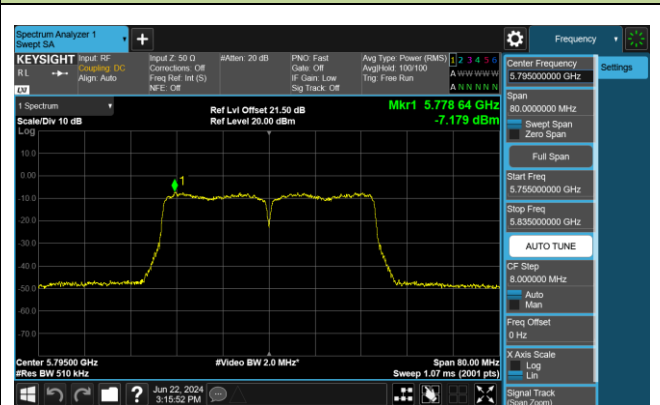 Spectrum Analyzer 1
Swept SA
Frequency
KEYSIGHT
Input: RF
Coupling: DC
Align: Auto
Input Z: 50 Ω
Corrections: Off
Freq Ref: Int (S)
NFE: Off
#Atten: 20 dB
PNO: Fast
Gate: Off
IF Gain: Low
Sig Track: Off
Avg Type: Power (RMS)
Avg|Hold: 100/100
Trig: Free Run
1 2 3 4 5 6
A W W W W W
A N N N N N
R L
LXI
Center Frequency
5.795000000 GHz
Settings
1 Spectrum
Scale/Div 10 dB
Log
Ref Lvl Offset 21.50 dB
Ref Level 20.00 dBm
Mkr1 5.778 64 GHz
-7.179 dBm
Span
80.0000000 MHz
Swept Span
Zero Span
Full Span
Start Freq
5.755000000 GHz
Stop Freq
5.835000000 GHz
AUTO TUNE
CF Step
8.000000 MHz
Auto
Man
Freq Offset
0 Hz
X Axis Scale
Log
Lin
Signal Track
(Span Zoom)
10.0
0.00
-10.0
-20.0
-30.0
-40.0
-50.0
-60.0
-70.0
1
Center 5.79500 GHz
#Res BW 510 kHz
#Video BW 2.0 MHz*
Span 80.00 MHz
Sweep 1.07 ms (2001 pts)
Jun 22, 2024
3:15:52 PM